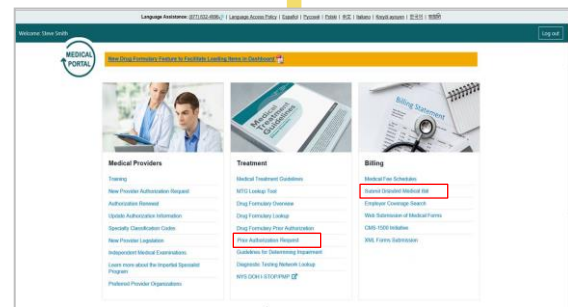 Language Assistance: (877) 632-4996 | Language Access Policy | Español | Русский | Polski | 中文 | Italiano | Kreyòl ayisyen | 한국어 |
Welcome Steve Smith
Log out
MEDICAL
PORTAL
New Drug Formulary Feature to Facilitate Loading Items in Dashboard
Medical Treatment Guidelines
Billing Statement
Medical Providers
Training
New Provider Authorization Request
Authorization Renewal
Update Authorization Information
Specialty Classification Codes
New Provider Legislation
Independent Medical Examinations
Learn more about the Impartial Specialist
Program
Preferred Provider Organizations
Treatment
Medical Treatment Guidelines
MTG Lookup Tool
Drug Formulary Overview
Drug Formulary Lookup
Drug Formulary Prior Authorization
Prior Authorization Request
Guidelines for Determining Impairment
Diagnostic Testing Network Lookup
NYS DOH I-STOP/PMP
Billing
Medical Fee Schedules
Submit Disputed Medical Bill
Employer Coverage Search
Web Submission of Medical Forms
CMS-1500 Initiative
XML Forms Submission